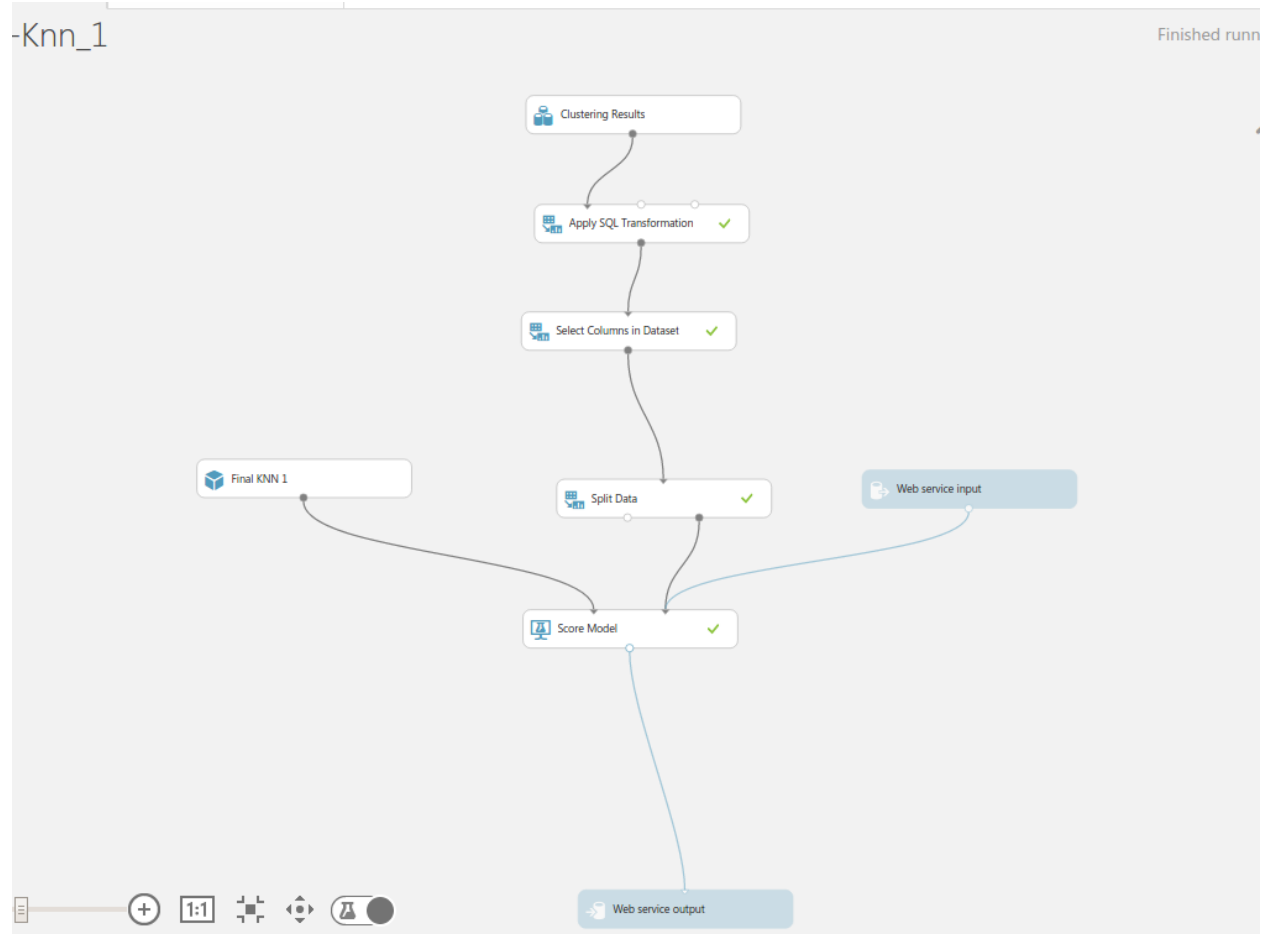 -Knn_1
Finished runn
Clustering Results
Apply SQL Transformation
Select Columns in Dataset
Final KNN 1
Split Data
Web service input
Score Model
1:1
Web service output